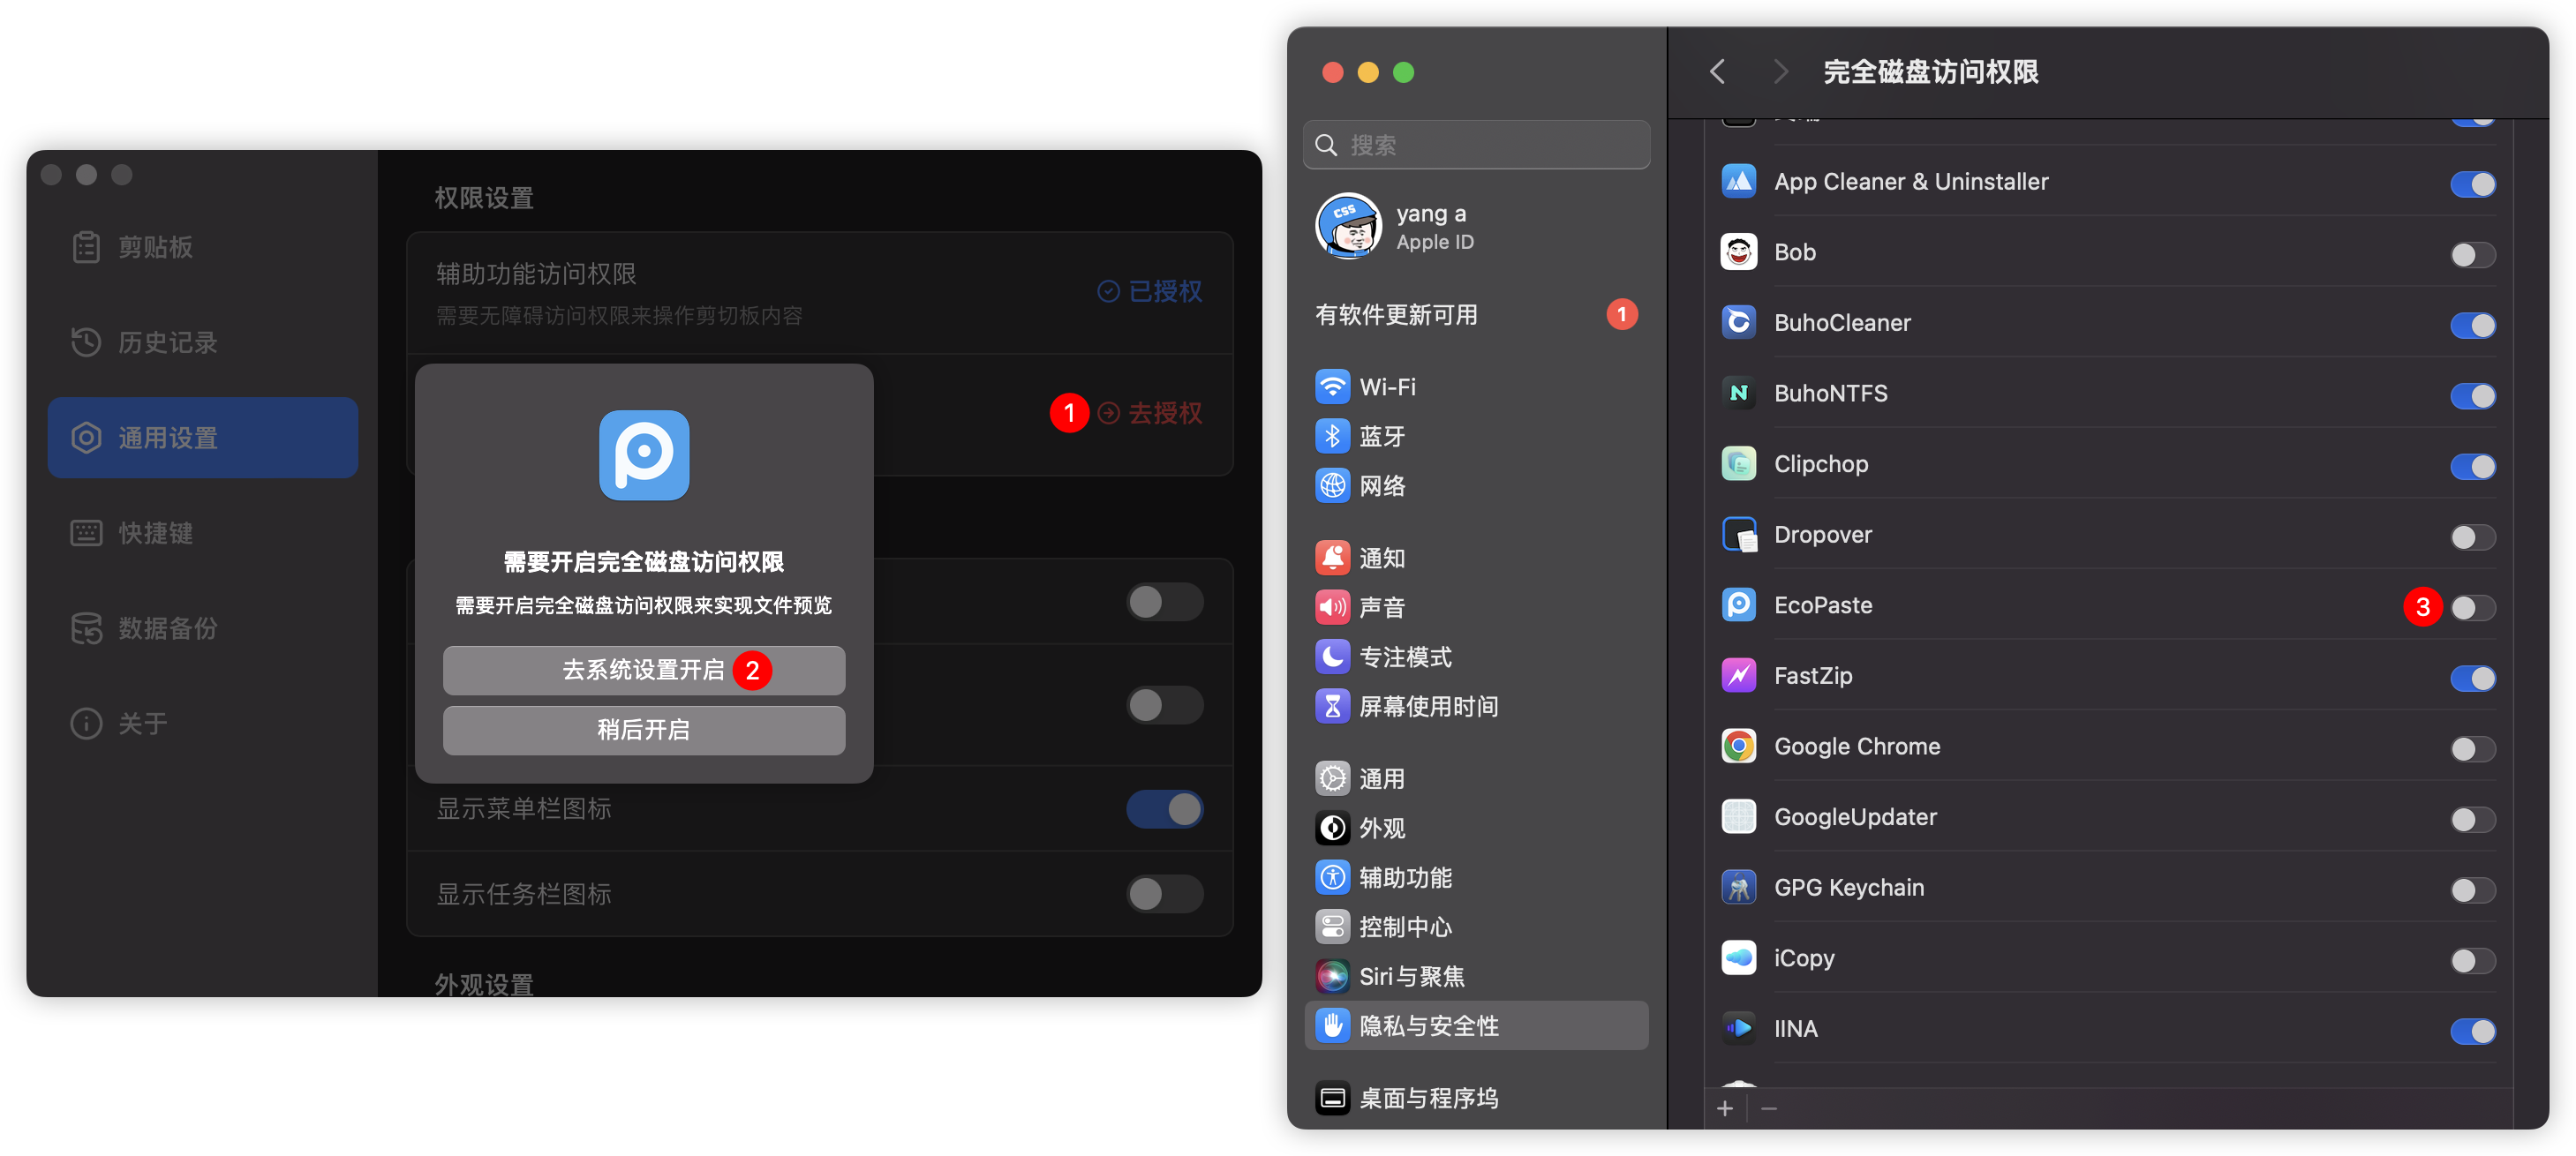 剪贴板
历史记录
通用设置
快捷键
数据备份
关于
权限设置
辅助功能访问权限
需要无障碍访问权限来操作剪切板内容
已授权
1
去授权
需要开启完全磁盘访问权限
需要开启完全磁盘访问权限来实现文件预览
去系统设置开启 2
稍后开启
显示菜单栏图标
显示任务栏图标
外观设置
搜索
CSS
yang a
Apple ID
有软件更新可用 1
Wi-Fi
蓝牙
网络
通知
声音
专注模式
屏幕使用时间
通用
外观
辅助功能
控制中心
Siri与聚焦
隐私与安全性
桌面与程序坞
完全磁盘访问权限
App Cleaner & Uninstaller
Bob
BuhoCleaner
BuhoNTFS
Clipchop
Dropover
EcoPaste
3
FastZip
Google Chrome
GoogleUpdater
GPG Keychain
iCopy
IINA